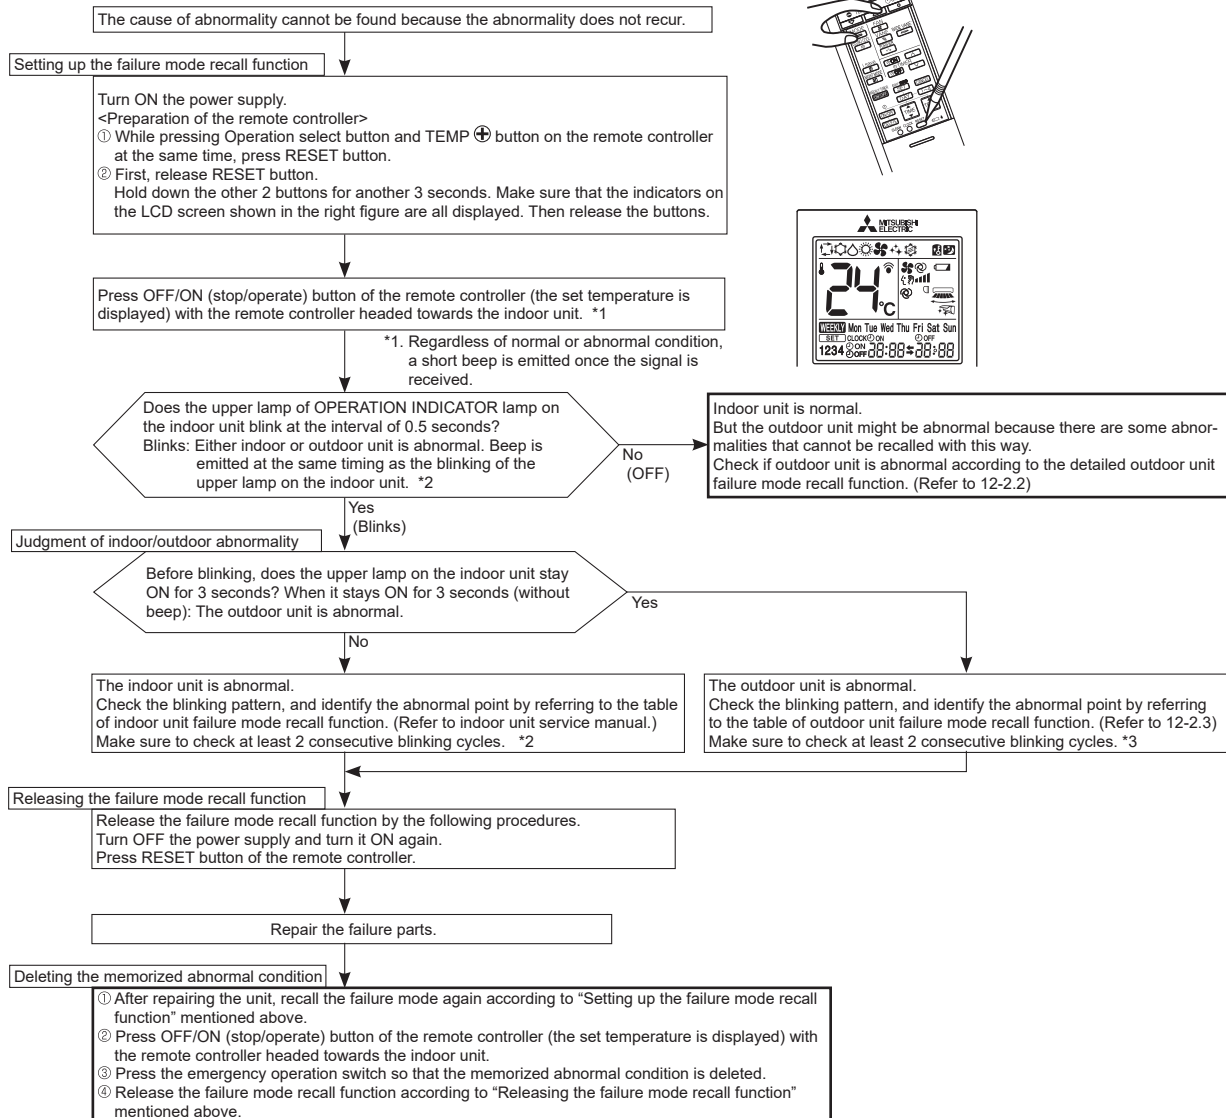 The cause of abnormality cannot be found because the abnormality does not recur.
Setting up the failure mode recall function
Turn ON the power supply.
<Preparation of the remote controller>
① While pressing Operation select button and TEMP ⊕ button on the remote controller
at the same time, press RESET button.
② First, release RESET button.
Hold down the other 2 buttons for another 3 seconds. Make sure that the indicators on
the LCD screen shown in the right figure are all displayed. Then release the buttons.
MITSUBISHI
ELECTRIC
24°C
WEEKLY Mon Tue Wed Thu Fri Sat Sun
SET CLOCK ON OFF
1234 ON OFF 88:88 88:88
Press OFF/ON (stop/operate) button of the remote controller (the set temperature is
displayed) with the remote controller headed towards the indoor unit. *1
*1. Regardless of normal or abnormal condition,
a short beep is emitted once the signal is
received.
Does the upper lamp of OPERATION INDICATOR lamp on
the indoor unit blink at the interval of 0.5 seconds?
Blinks: Either indoor or outdoor unit is abnormal. Beep is
emitted at the same timing as the blinking of the
upper lamp on the indoor unit. *2
No
(OFF)
Indoor unit is normal.
But the outdoor unit might be abnormal because there are some abnor-
malities that cannot be recalled with this way.
Check if outdoor unit is abnormal according to the detailed outdoor unit
failure mode recall function. (Refer to 12-2.2)
Yes
(Blinks)
Judgment of indoor/outdoor abnormality
Before blinking, does the upper lamp on the indoor unit stay
ON for 3 seconds? When it stays ON for 3 seconds (without
beep): The outdoor unit is abnormal.
Yes
No
The indoor unit is abnormal.
Check the blinking pattern, and identify the abnormal point by referring to the table
of indoor unit failure mode recall function. (Refer to indoor unit service manual.)
Make sure to check at least 2 consecutive blinking cycles. *2
The outdoor unit is abnormal.
Check the blinking pattern, and identify the abnormal point by referring
to the table of outdoor unit failure mode recall function. (Refer to 12-2.3)
Make sure to check at least 2 consecutive blinking cycles. *3
Releasing the failure mode recall function
Release the failure mode recall function by the following procedures.
Turn OFF the power supply and turn it ON again.
Press RESET button of the remote controller.
Repair the failure parts.
Deleting the memorized abnormal condition
① After repairing the unit, recall the failure mode again according to “Setting up the failure mode recall
function” mentioned above.
② Press OFF/ON (stop/operate) button of the remote controller (the set temperature is displayed) with
the remote controller headed towards the indoor unit.
③ Press the emergency operation switch so that the memorized abnormal condition is deleted.
④ Release the failure mode recall function according to “Releasing the failure mode recall function”
mentioned above.